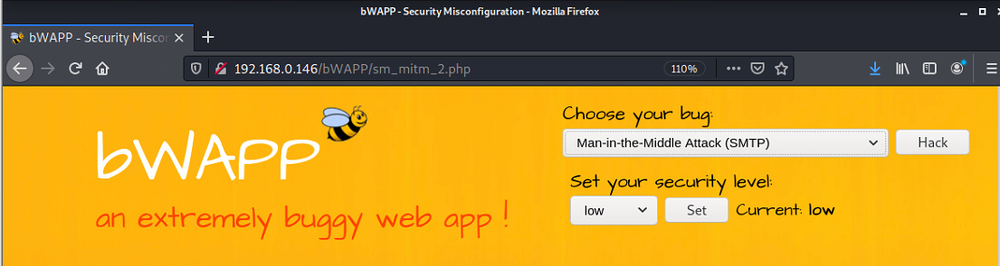 bWAPP - Security Misconfiguration - Mozilla Firefox
bWAPP - Security Miscon
192.168.0.146/bWAPP/sm_mitm_2.php
110%
bWAPP
an extremely buggy web app !
Choose your bug:
Man-in-the-Middle Attack (SMTP)
Hack
Set your security level:
low
Set
Current: low